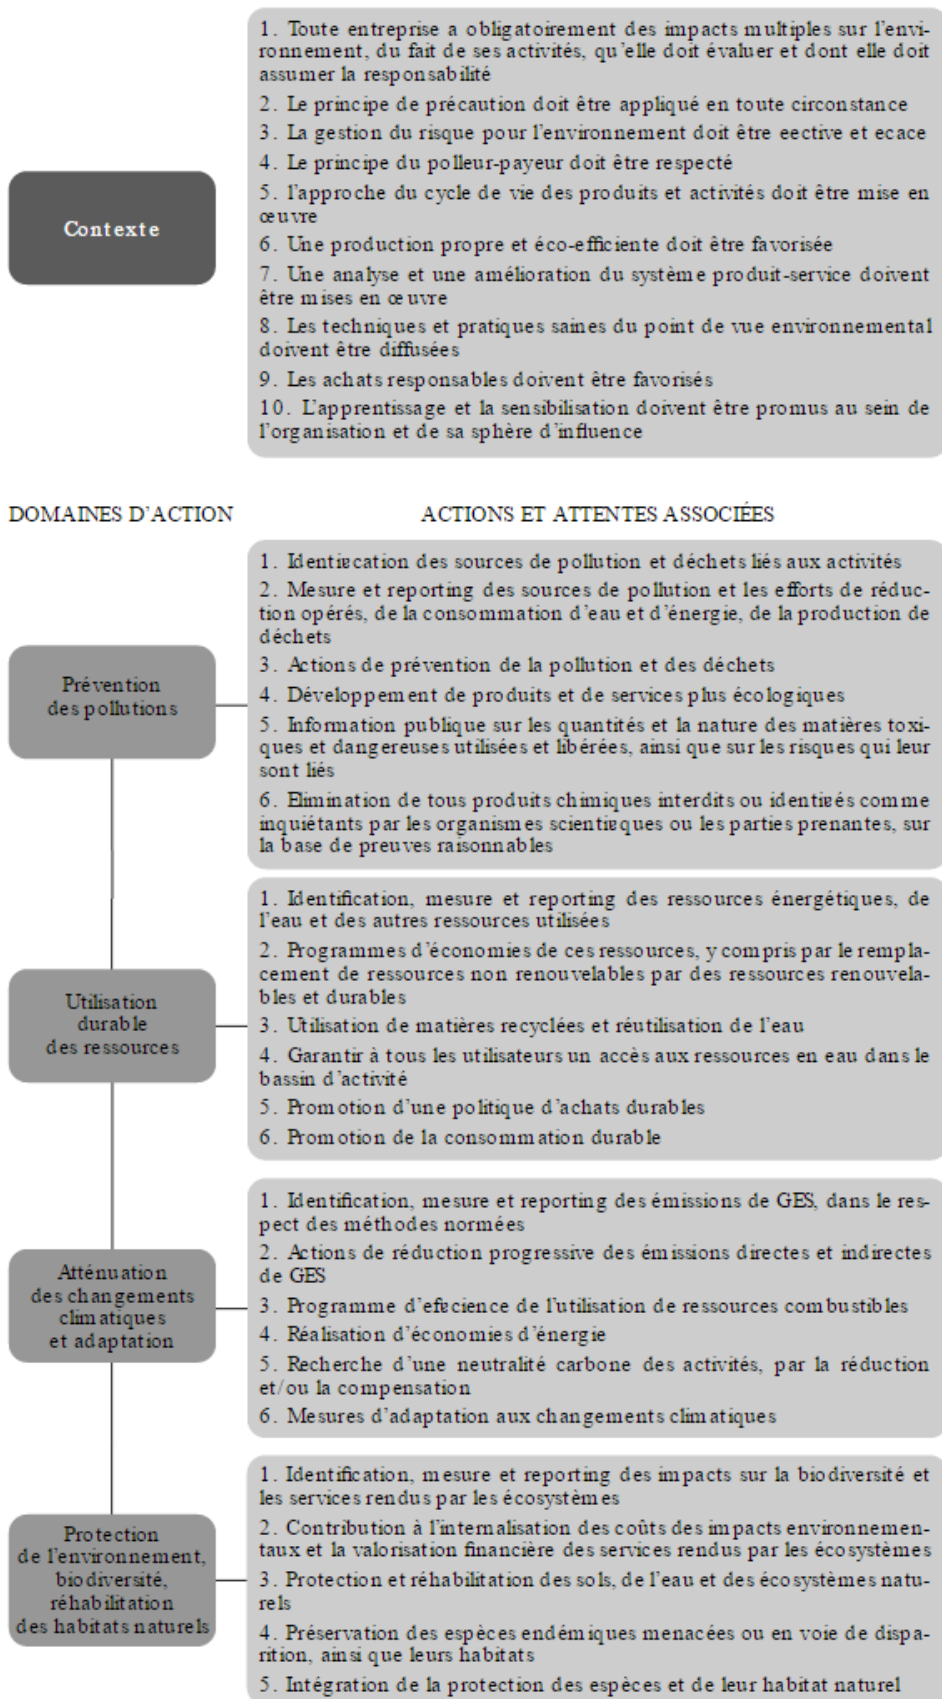 1. Toute entreprise a obligatoirement des impacts multiples sur l'envi-
ronnement, du fait de ses activités, qu'elle doit évaluer et dont elle doit
assumer la responsabilité
2. Le principe de précaution doit être appliqué en toute circonstance
3. La gestion du risque pour l'environnement doit être eective et ecace
4. Le principe du polleur-payeur doit être respecté
5. l'approche du cycle de vie des produits et activités doit être mise en
œuvre
6. Une production propre et éco-efficiente doit être favorisée
7. Une analyse et une amélioration du système produit-service doivent
être mises en œuvre
8. Les techniques et pratiques saines du point de vue environnemental
doivent être diffusées
9. Les achats responsables doivent être favorisés
10. L'apprentissage et la sensibilisation doivent être promus au sein de
l'organisation et de sa sphère d'influence
Contexte
DOMAINES D'ACTION
ACTIONS ET ATTENTES ASSOCIÉES
Prévention
des pollutions
1. Identiɐcation des sources de pollution et déchets liés aux activités
2. Mesure et reporting des sources de pollution et les efforts de réduc-
tion opérés, de la consommation d'eau et d'énergie, de la production de
déchets
3. Actions de prévention de la pollution et des déchets
4. Développement de produits et de services plus écologiques
5. Information publique sur les quantités et la nature des matières toxi-
ques et dangereuses utilisées et libérées, ainsi que sur les risques qui leur
sont liés
6. Elimination de tous produits chimiques interdits ou identiɐés comme
inquiétants par les organismes scientiɐques ou les parties prenantes, sur
la base de preuves raisonnables
Utilisation
durable
des ressources
1. Identification, mesure et reporting des ressources énergétiques, de
l'eau et des autres ressources utilisées
2. Programmes d'économies de ces ressources, y compris par le rempla-
cement de ressources non renouvelables par des ressources renouvela-
bles et durables
3. Utilisation de matières recyclées et réutilisation de l'eau
4. Garantir à tous les utilisateurs un accès aux ressources en eau dans le
bassin d'activité
5. Promotion d'une politique d'achats durables
6. Promotion de la consommation durable
Atténuation
des changements
climatiques
et adaptation
1. Identification, mesure et reporting des émissions de GES, dans le res-
pect des méthodes normées
2. Actions de réduction progressive des émissions directes et indirectes
de GES
3. Programme d'efɐcience de l'utilisation de ressources combustibles
4. Réalisation d'économies d'énergie
5. Recherche d'une neutralité carbone des activités, par la réduction
et/ou la compensation
6. Mesures d'adaptation aux changements climatiques
Protection
de l'environnement,
biodiversité,
réhabilitation
des habitats naturels
1. Identification, mesure et reporting des impacts sur la biodiversité et
les services rendus par les écosystèmes
2. Contribution à l'internalisation des coûts des impacts environnemen-
taux et la valorisation financière des services rendus par les écosystèmes
3. Protection et réhabilitation des sols, de l'eau et des écosystèmes natu-
rels
4. Préservation des espèces endémiques menacées ou en voie de dispa-
rition, ainsi que leurs habitats
5. Intégration de la protection des espèces et de leur habitat naturel